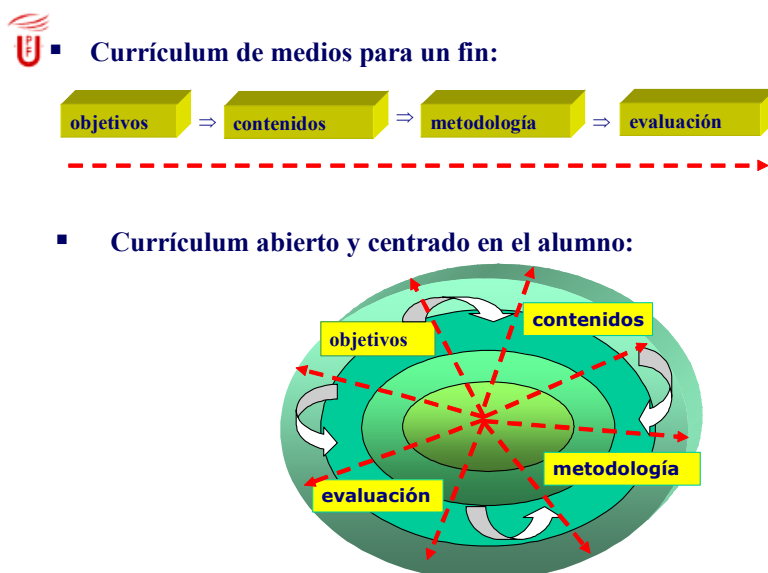 UPF
▪ Currículum de medios para un fin:
objetivos ⇒ contenidos ⇒ metodología ⇒ evaluación
▪ Currículum abierto y centrado en el alumno:
contenidos
objetivos
metodología
evaluación